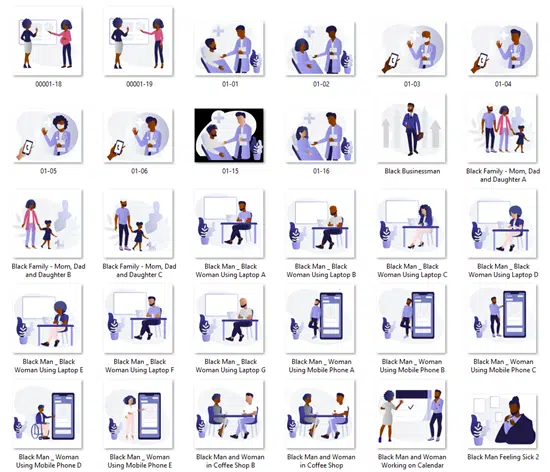 00001-18
00001-19
01-01
01-02
01-03
01-04
01-05
01-06
01-15
01-16
Black Businessman
Black Family - Mom, Dad
and Daughter A
Black Family - Mom, Dad
and Daughter B
Black Family - Mom, Dad
and Daughter C
Black Man _ Black
Woman Using Laptop A
Black Man _ Black
Woman Using Laptop B
Black Man _ Black
Woman Using Laptop C
Black Man _ Black
Woman Using Laptop D
Black Man _ Black
Woman Using Laptop E
Black Man _ Black
Woman Using Laptop F
Black Man _ Black
Woman Using Laptop G
Black Man _ Woman
Using Mobile Phone A
Black Man _ Woman
Using Mobile Phone B
Black Man _ Woman
Using Mobile Phone C
Black Man _ Woman
Using Mobile Phone D
Black Man _ Woman
Using Mobile Phone E
Black Man and Woman
in Coffee Shop B
Black Man and Woman
in Coffee Shop
Black Man and Woman
Working on Calendar
Black Man Feeling Sick 2